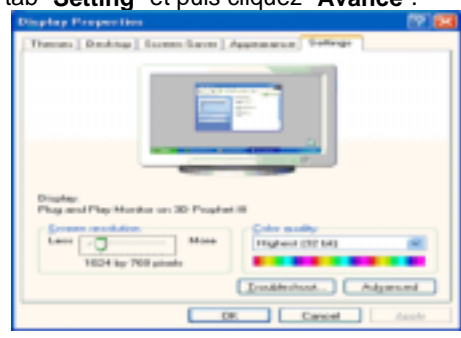 tab "Setting" et puis cliquez "Avance".
Display Properties
Themes Desktop Screen Saver Appearance Settings
Display:
Plug and Play Monitor on 3D Prophet III
Screen resolution
Less More
1024 by 768 pixels
Color quality
Highest (32 bit)
Troubleshoot... Advanced
OK Cancel Apply